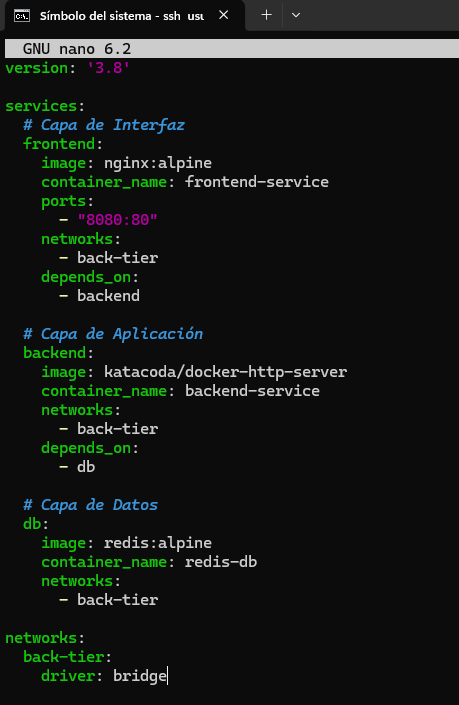 Símbolo del sistema - ssh usu
GNU nano 6.2
version: '3.8'

services:
  # Capa de Interfaz
  frontend:
    image: nginx:alpine
    container_name: frontend-service
    ports:
      - "8080:80"
    networks:
      - back-tier
    depends_on:
      - backend

  # Capa de Aplicación
  backend:
    image: katacoda/docker-http-server
    container_name: backend-service
    networks:
      - back-tier
    depends_on:
      - db

  # Capa de Datos
  db:
    image: redis:alpine
    container_name: redis-db
    networks:
      - back-tier

networks:
  back-tier:
    driver: bridge